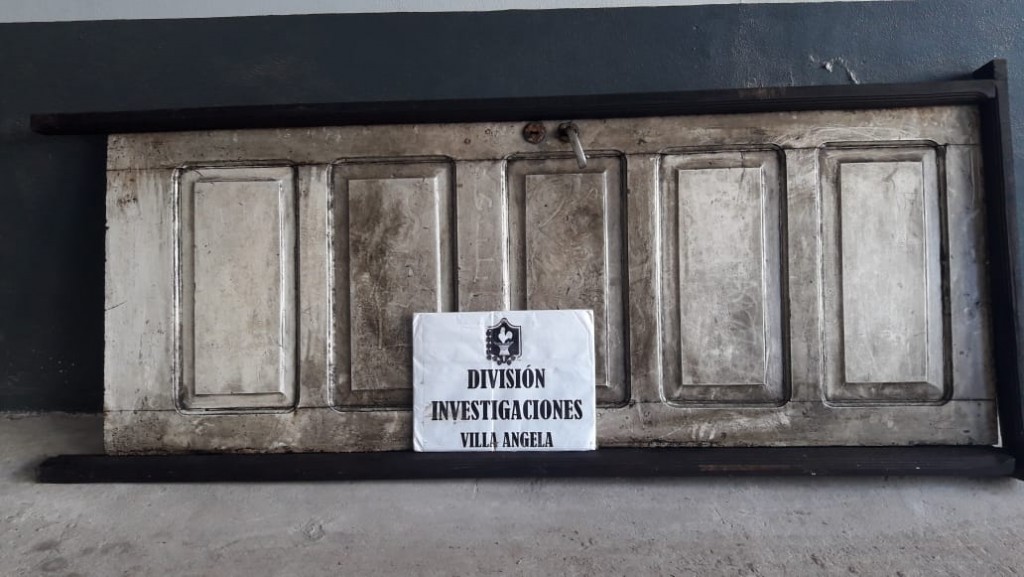 DIVISIÓN
INVESTIGACIONES
VILLA ANGELA